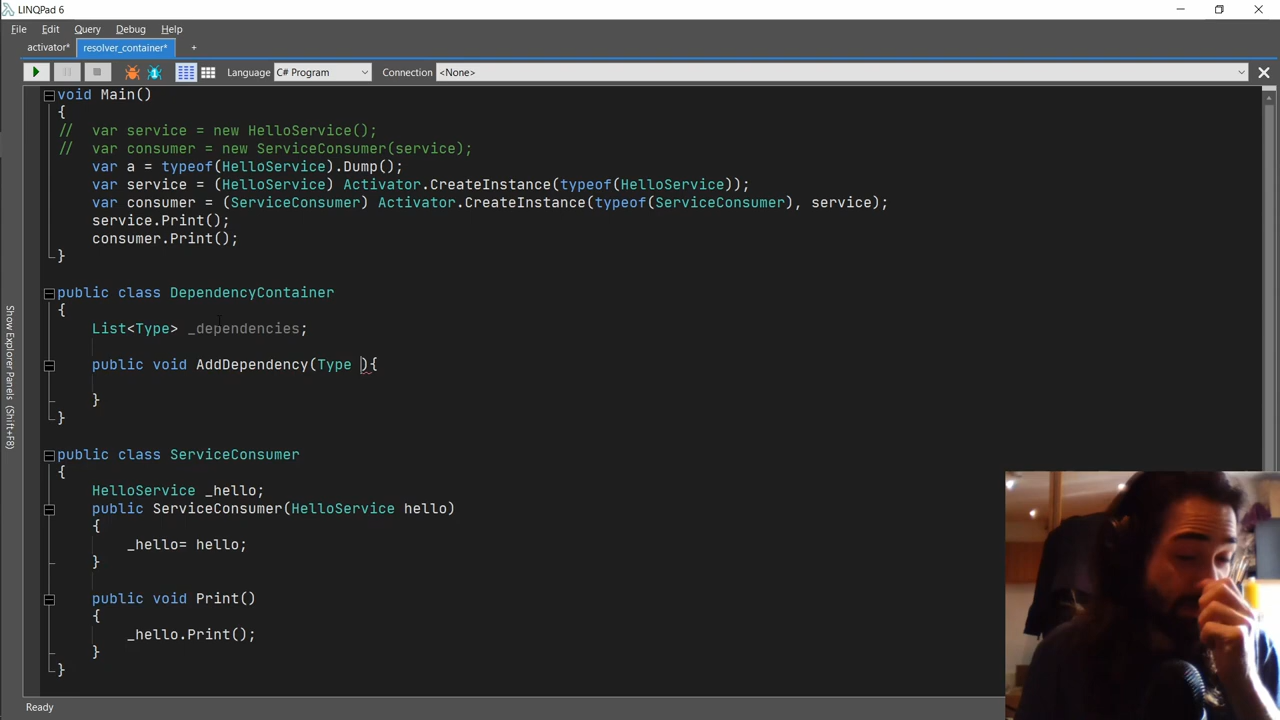 LINQPad 6
File Edit Query Debug Help
activator* resolver_container* +
Language C# Program Connection <None>
void Main()
{
// var service = new HelloService();
// var consumer = new ServiceConsumer(service);
var a = typeof(HelloService).Dump();
var service = (HelloService) Activator.CreateInstance(typeof(HelloService));
var consumer = (ServiceConsumer) Activator.CreateInstance(typeof(ServiceConsumer), service);
service.Print();
consumer.Print();
}
public class DependencyContainer
{
List<Type> _dependencies;
public void AddDependency(Type ){
}
}
public class ServiceConsumer
{
HelloService _hello;
public ServiceConsumer(HelloService hello)
{
_hello= hello;
}
public void Print()
{
_hello.Print();
}
}
Show Explorer Panels (Shift+F8)
Ready